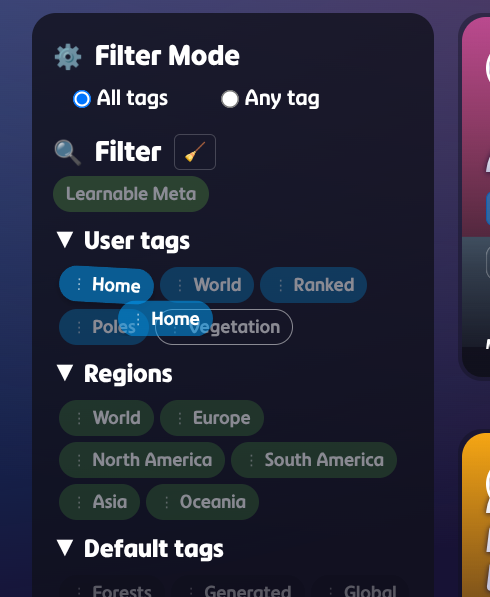 Filter Mode
All tags Any tag
Filter
Learnable Meta
User tags
Home World Ranked
Poles Home Vegetation
Regions
World Europe
North America South America
Asia Oceania
Default tags
Forests Generated Global